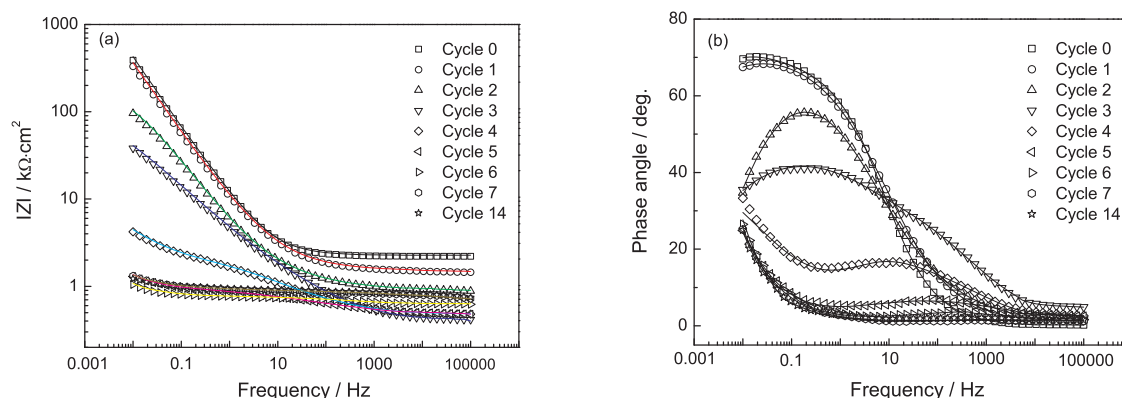 (a)
1000
100
10
1
IZI / kΩ·cm²
0.001
0.1
10
1000
100000
Frequency / Hz
Cycle 0
Cycle 1
Cycle 2
Cycle 3
Cycle 4
Cycle 5
Cycle 6
Cycle 7
Cycle 14
(b)
80
60
40
20
0
Phase angle / deg.
0.001
0.1
10
1000
100000
Frequency / Hz
Cycle 0
Cycle 1
Cycle 2
Cycle 3
Cycle 4
Cycle 5
Cycle 6
Cycle 7
Cycle 14